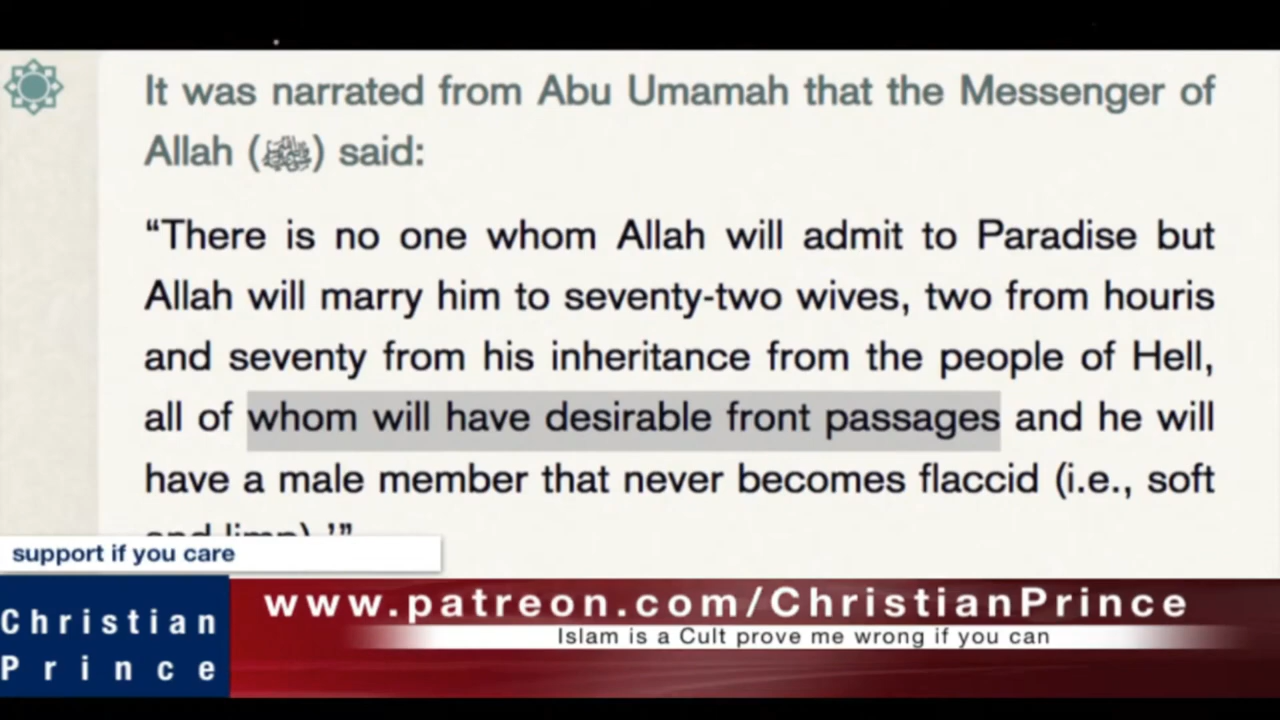 It was narrated from Abu Umamah that the Messenger of
Allah (ﷺ) said:
“There is no one whom Allah will admit to Paradise but
Allah will marry him to seventy-two wives, two from houris
and seventy from his inheritance from the people of Hell,
all of whom will have desirable front passages and he will
have a male member that never becomes flaccid (i.e., soft
and limp).’”
support if you care
Christian
Prince
www.patreon.com/ChristianPrince
Islam is a Cult prove me wrong if you can